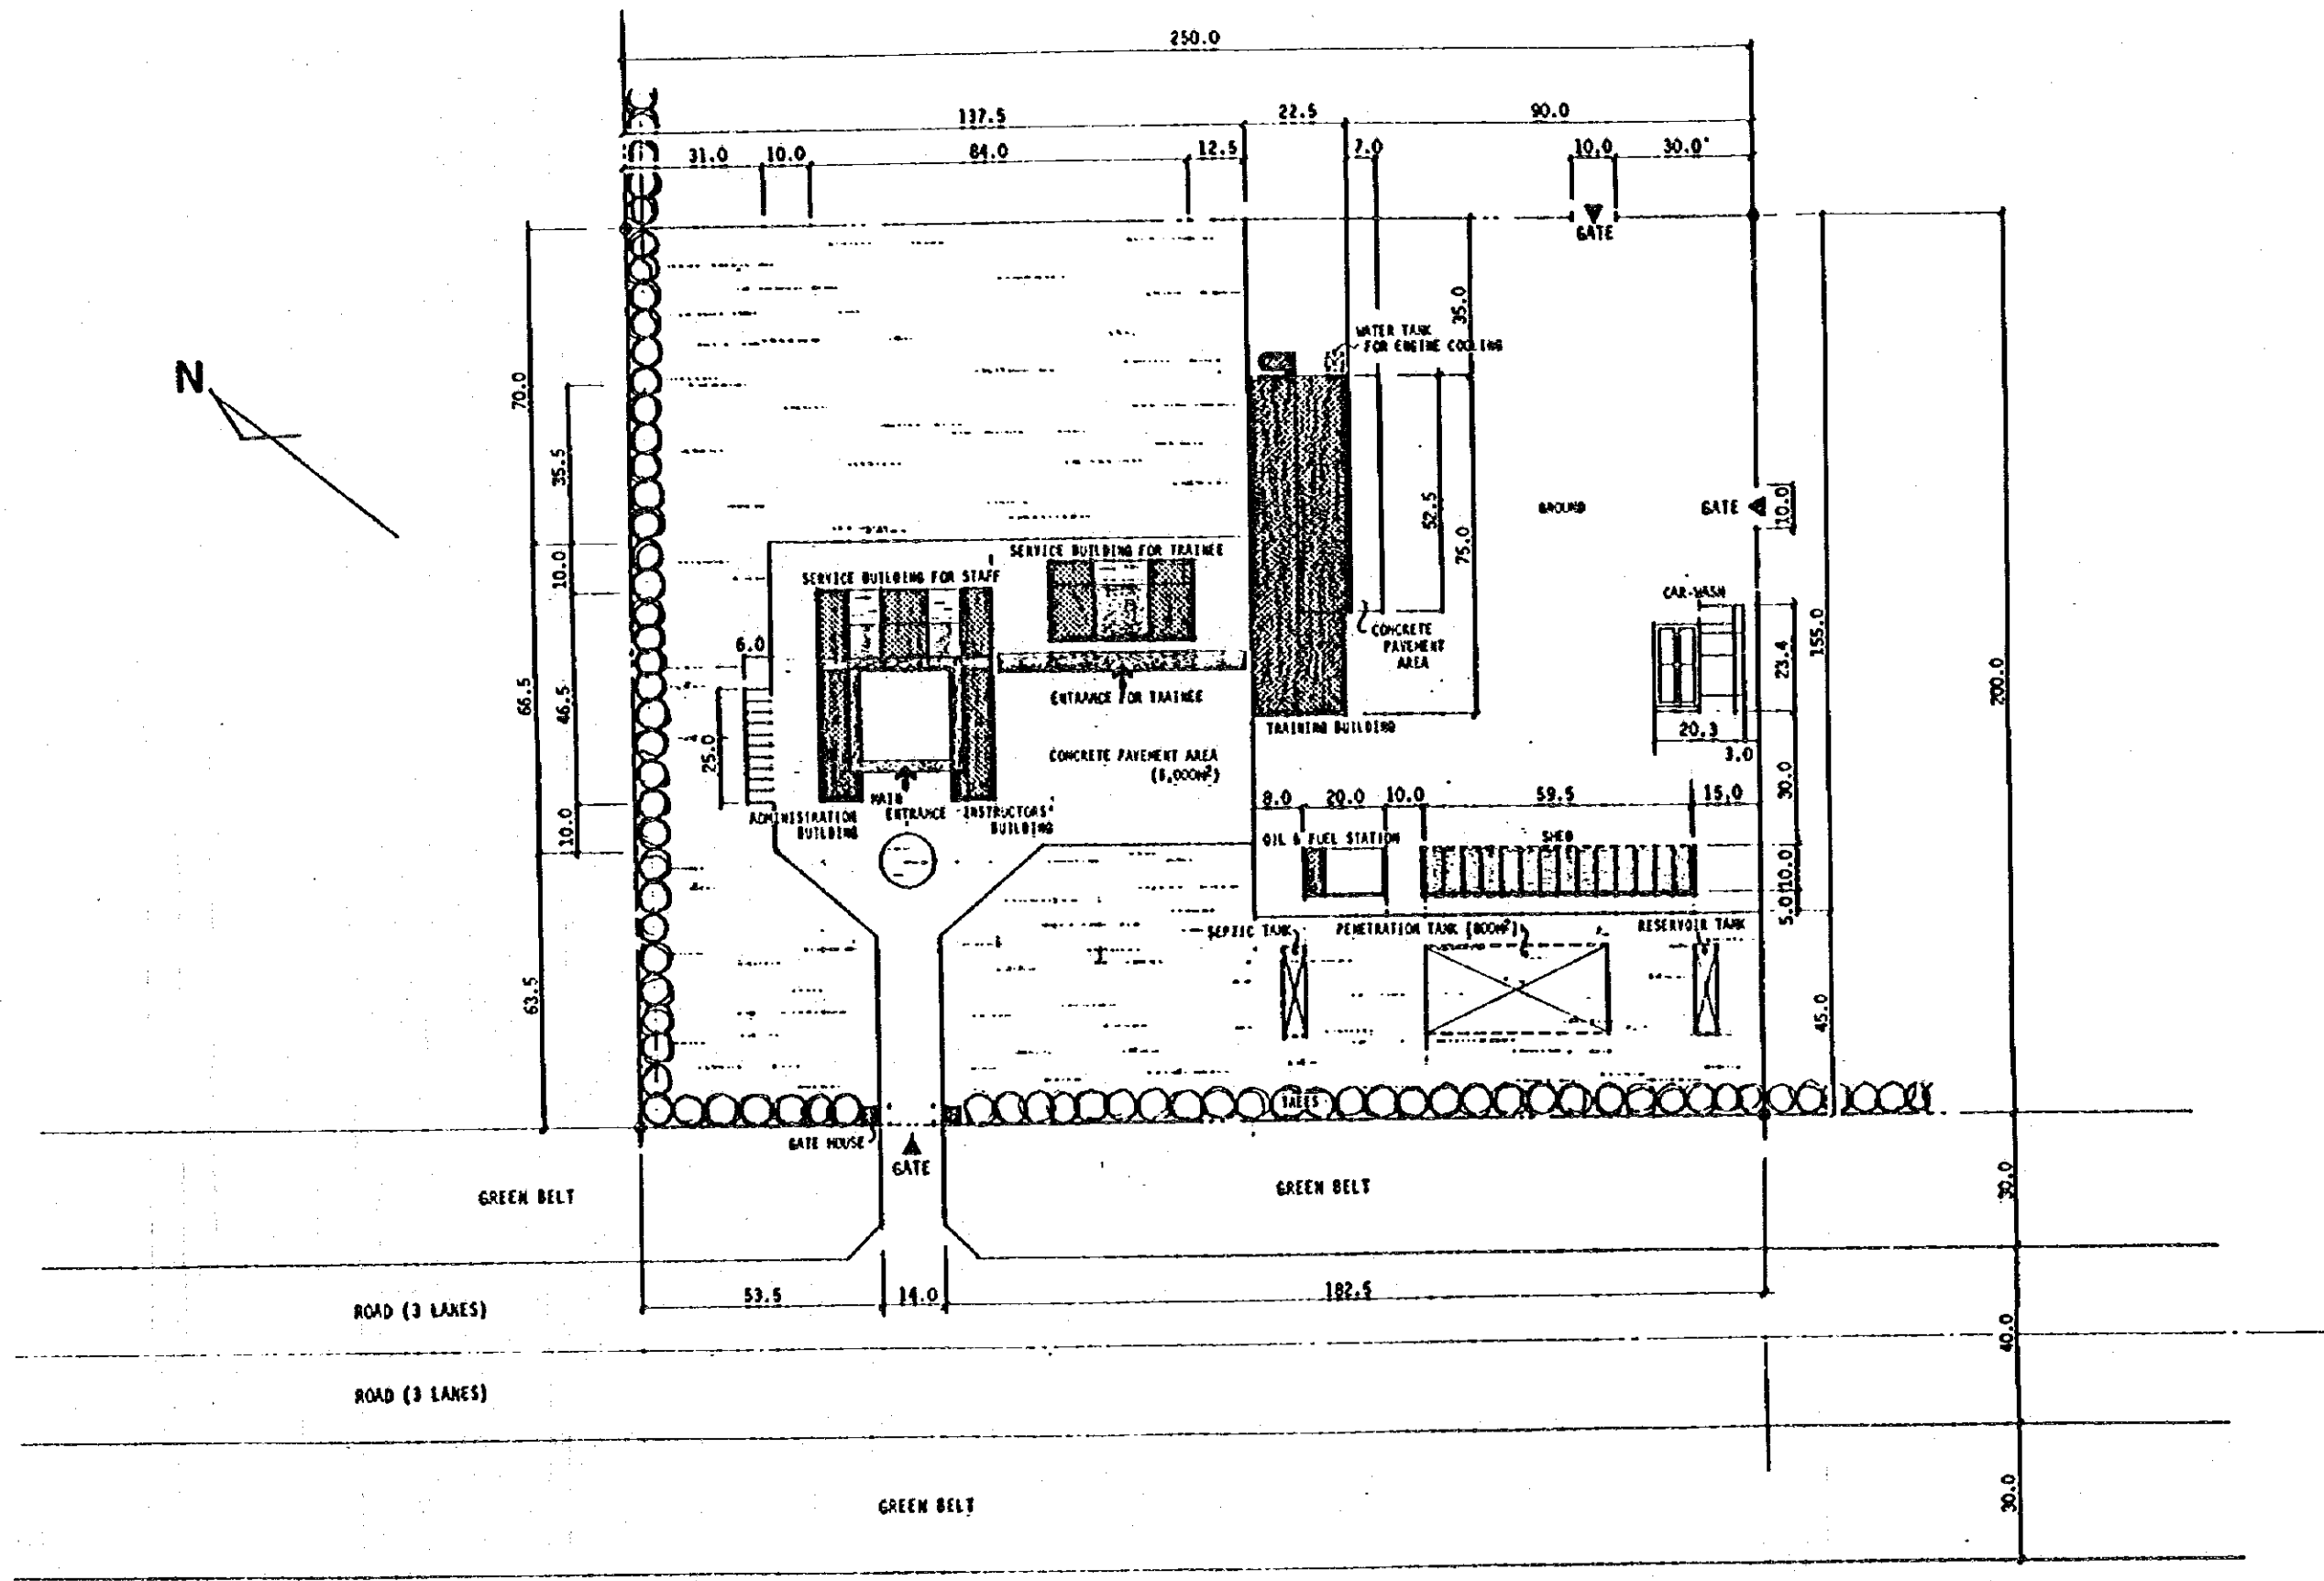 250.0
137.5
22.5
90.0
31.0
10.0
84.0
12.5
7.0
10.0
30.0
GATE
N
70.0
35.5
10.0
66.5
46.5
10.0
63.5
35.0
WATER TANK
FOR ENGINE COOLING
52.5
75.0
GROUND
GATE
10.0
155.0
200.0
SERVICE BUILDING FOR TRAINEE
SERVICE BUILDING FOR STAFF
CAR-WASH
6.0
25.0
CONCRETE
PAVEMENT
AREA
23.4
ENTRANCE FOR TRAINEE
TRAINING BUILDING
20.3
3.0
CONCRETE PAVEMENT AREA
30.0
MAIN
ENTRANCE
ADMINISTRATION
BUILDING
INSTRUCTORS'
BUILDING
8.0
20.0
10.0
59.5
15.0
OIL & FUEL STATION
SHED
10.0
5.0
SEPTIC TANK
PENETRATION TANK (800M²)
RESERVOIR TANK
45.0
TREES
GATE HOUSE
GATE
GREEN BELT
GREEN BELT
30.0
53.5
14.0
182.5
ROAD (3 LANES)
40.0
ROAD (3 LANES)
GREEN BELT
30.0